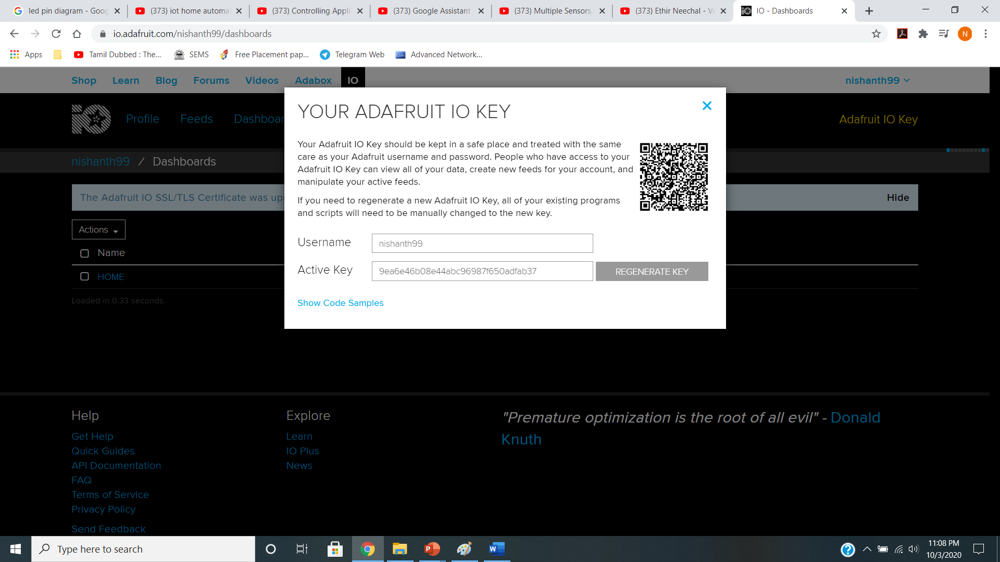 led pin diagram - Goog
(373) iot home automa
(373) Controlling Appli
(373) Google Assistant
(373) Multiple Sensors,
(373) Ethir Neechal - Ve
IO - Dashboards
io.adafruit.com/nishanth99/dashboards
N
Apps
Tamil Dubbed : The...
SEMS
Free Placement pap...
Telegram Web
Advanced Network...
Shop Learn Blog Forums Videos Adabox IO
nishanth99
Profile Feeds Dashboar
Adafruit IO Key
nishanth99 / Dashboards
The Adafruit IO SSL/TLS Certificate was up
Hide
Actions
Name
HOME
Loaded in 0.33 seconds.
YOUR ADAFRUIT IO KEY
Your Adafruit IO Key should be kept in a safe place and treated with the same
care as your Adafruit username and password. People who have access to your
Adafruit IO Key can view all of your data, create new feeds for your account, and
manipulate your active feeds.
If you need to regenerate a new Adafruit IO Key, all of your existing programs
and scripts will need to be manually changed to the new key.
Username nishanth99
Active Key 9ea6e46b08e44abc96987f650adfab37 REGENERATE KEY
Show Code Samples
Help
Get Help
Quick Guides
API Documentation
FAQ
Terms of Service
Privacy Policy
Send Feedback
Explore
Learn
IO Plus
News
"Premature optimization is the root of all evil" - Donald
Knuth
Type here to search
11:08 PM
10/3/2020